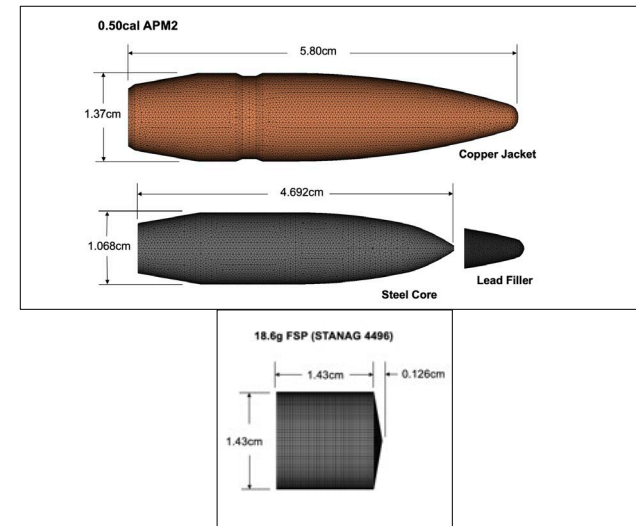 0.50cal APM2
5.80cm
1.37cm
Copper Jacket
4.692cm
1.068cm
Steel Core
Lead Filler
18.6g FSP (STANAG 4496)
1.43cm
0.126cm
1.43cm